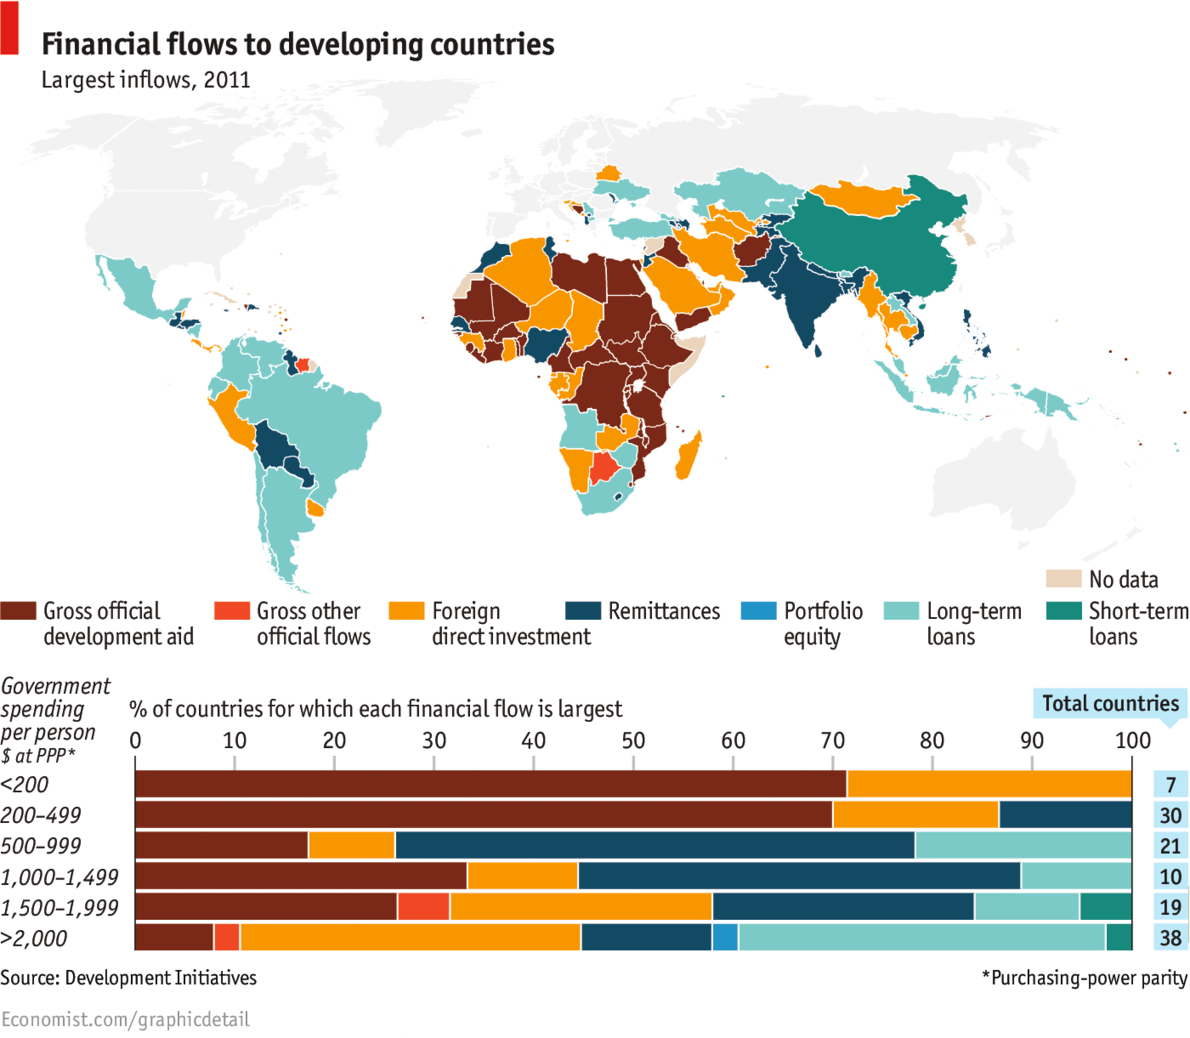 Financial flows to developing countries
Largest inflows, 2011
No data
Gross official
development aid
Gross other
official flows
Foreign
direct investment
Remittances
Portfolio
equity
Long-term
loans
Short-term
loans
Government
spending
per person
$ at PPP*
% of countries for which each financial flow is largest
Total countries
0 10 20 30 40 50 60 70 80 90 100
<200 7
200–499 30
500–999 21
1,000–1,499 10
1,500–1,999 19
>2,000 38
Source: Development Initiatives
*Purchasing-power parity
Economist.com/graphicdetail